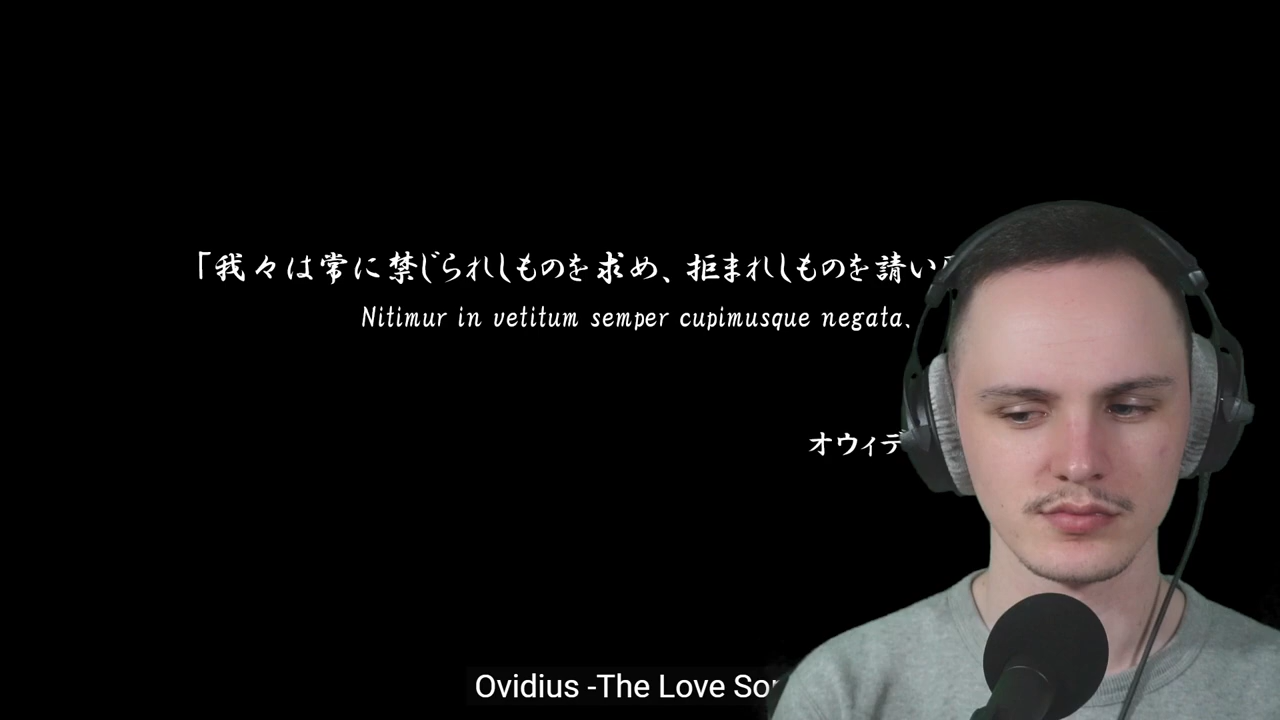 「我々は常に禁じられしものを求め、拒まれしものを請い
Nitimur in vetitum semper cupimusque negata.
オウィデ
Ovidius -The Love